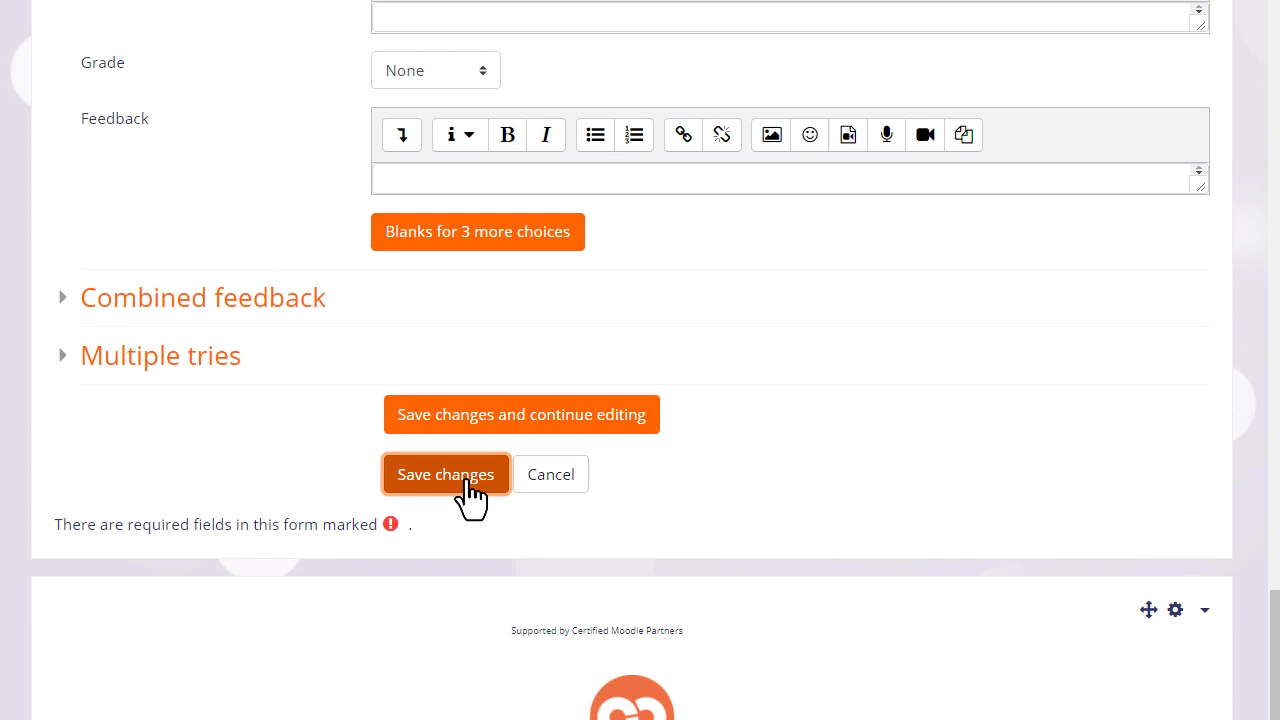 Grade
None
Feedback
Blanks for 3 more choices
Combined feedback
Multiple tries
Save changes and continue editing
Save changes
Cancel
There are required fields in this form marked .
Supported by Certified Moodle Partners